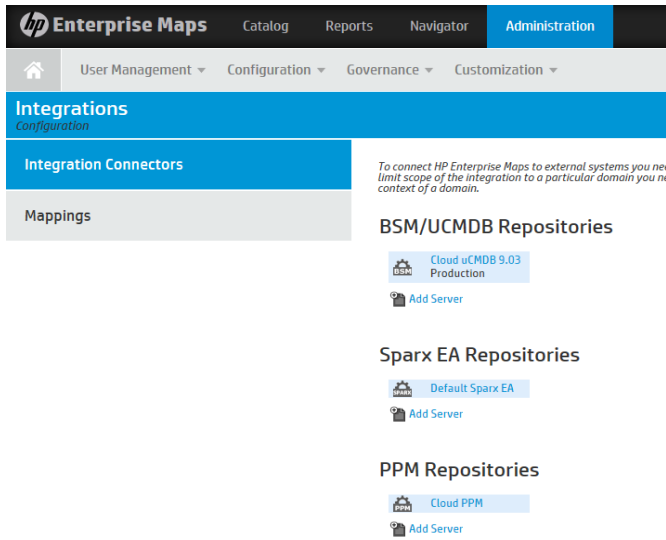 hp Enterprise Maps Catalog Reports Navigator Administration
User Management Configuration Governance Customization
Integrations
Configuration
Integration Connectors
Mappings
To connect HP Enterprise Maps to external systems you
limit scope of the integration to a particular domain you
context of a domain.
BSM/UCMDB Repositories
BSM
Cloud uCMDB 9.03
Production
Add Server
Sparx EA Repositories
SPARX
Default Sparx EA
Add Server
PPM Repositories
PPM
Cloud PPM
Add Server